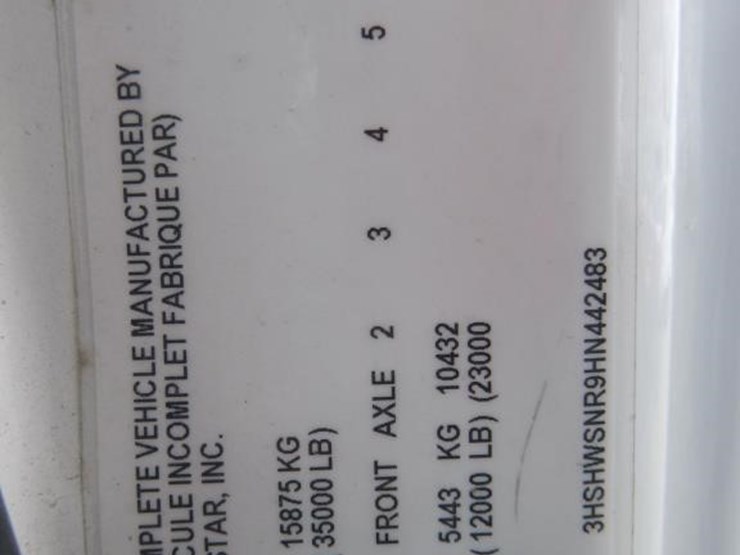 MPLETE VEHICLE MANUFACTURED BY
CULE INCOMPLET FABRIQUE PAR)
STAR, INC.
15875 KG
35000 LB)
FRONT AXLE 2 3 4 5
5443 KG 10432
(12000 LB) (23000
3HSHWSNR9HN442483